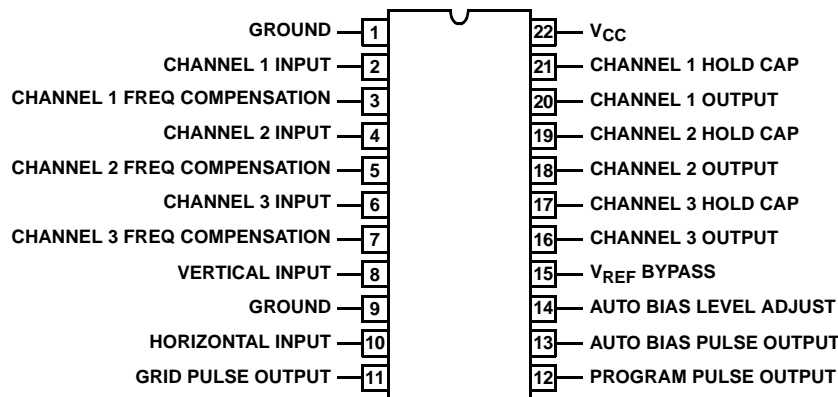 GROUND 1
CHANNEL 1 INPUT 2
CHANNEL 1 FREQ COMPENSATION 3
CHANNEL 2 INPUT 4
CHANNEL 2 FREQ COMPENSATION 5
CHANNEL 3 INPUT 6
CHANNEL 3 FREQ COMPENSATION 7
VERTICAL INPUT 8
GROUND 9
HORIZONTAL INPUT 10
GRID PULSE OUTPUT 11
22 VCC
21 CHANNEL 1 HOLD CAP
20 CHANNEL 1 OUTPUT
19 CHANNEL 2 HOLD CAP
18 CHANNEL 2 OUTPUT
17 CHANNEL 3 HOLD CAP
16 CHANNEL 3 OUTPUT
15 VREF BYPASS
14 AUTO BIAS LEVEL ADJUST
13 AUTO BIAS PULSE OUTPUT
12 PROGRAM PULSE OUTPUT